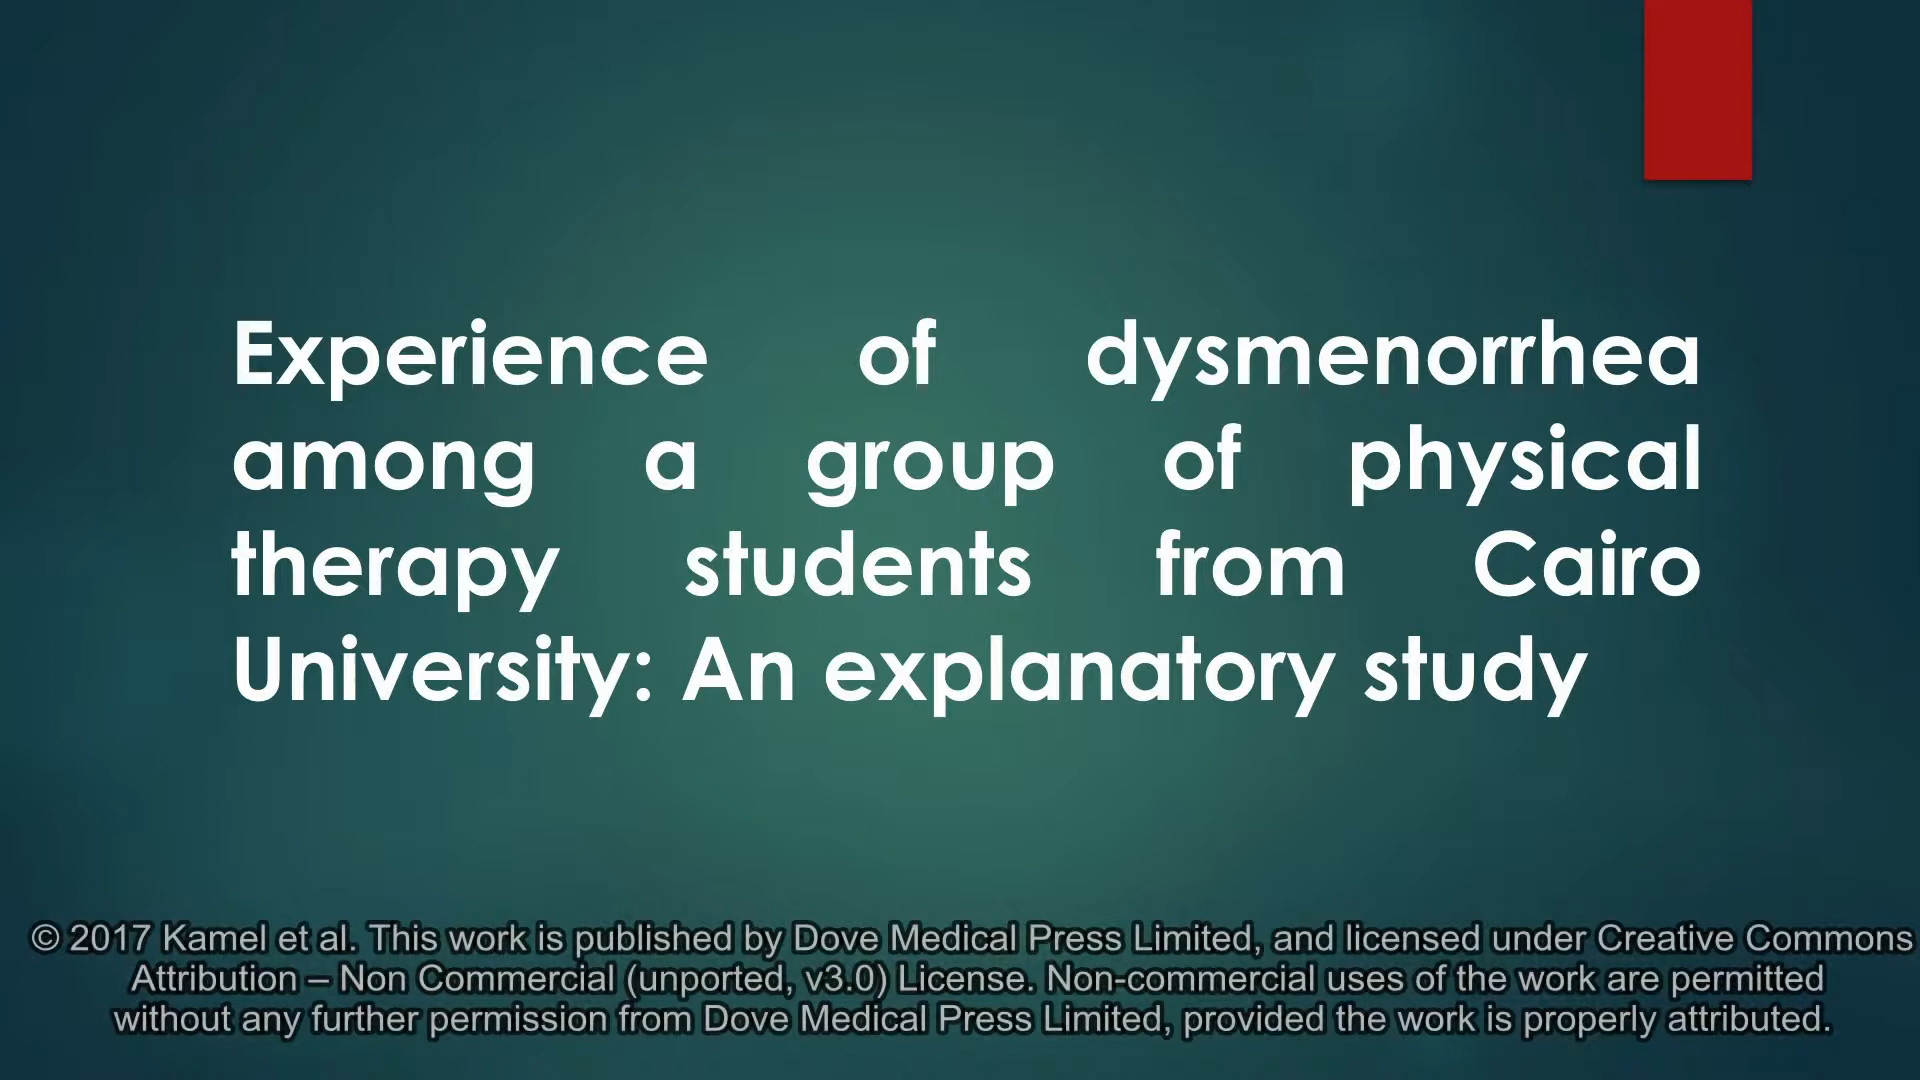 Experience of dysmenorrhea
among a group of physical
therapy students from Cairo
University: An explanatory study
© 2017 Kamel et al. This work is published by Dove Medical Press Limited, and licensed under Creative Commons
Attribution – Non Commercial (unported, v3.0) License. Non-commercial uses of the work are permitted
without any further permission from Dove Medical Press Limited, provided the work is properly attributed.